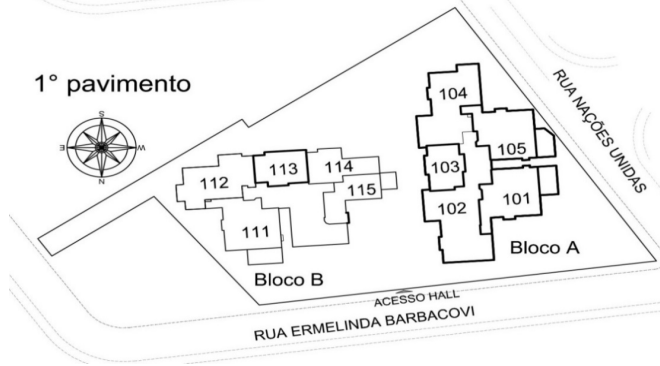 1° pavimento
S
E
W
N
RUA NAÇÕES UNIDAS
104
105
103
101
102
Bloco A
113
114
112
115
111
Bloco B
ACESSO HALL
RUA ERMELINDA BARBACOVI